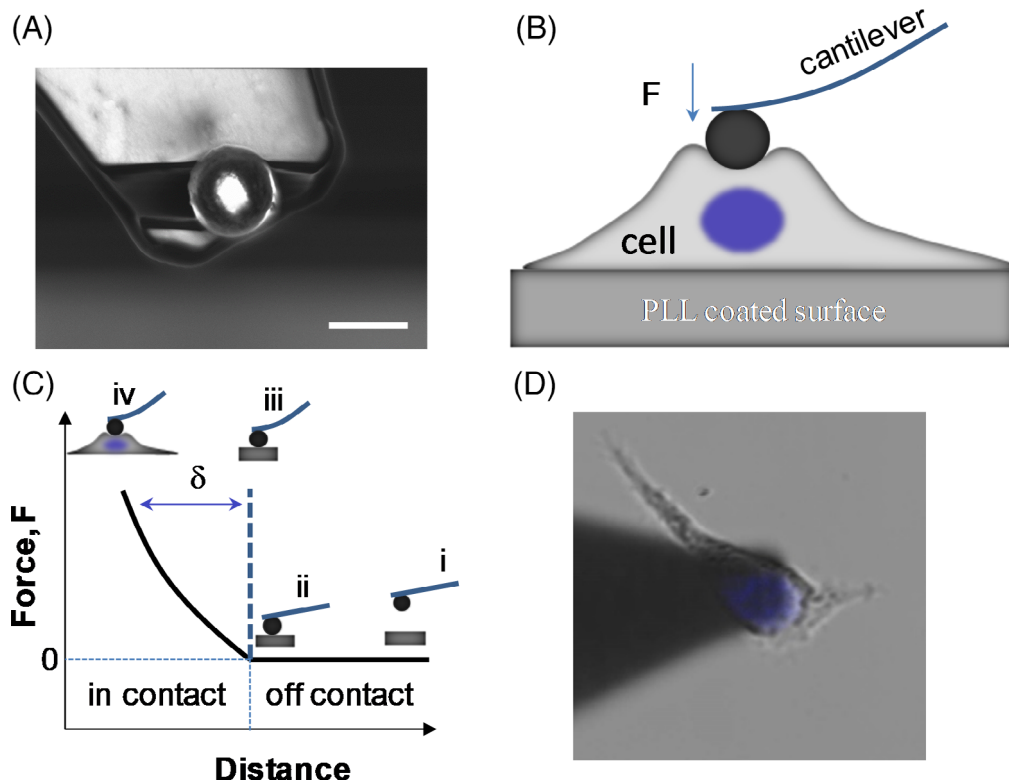 (A)
(B)
cantilever
F
cell
PLL coated surface
(C)
iv
iii
δ
i
ii
Force, F
0
in contact
off contact
Distance
(D)